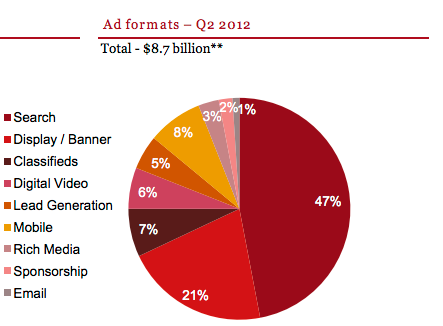 Ad formats – Q2 2012
Total - $8.7 billion**
Search
Display / Banner
Classifieds
Digital Video
Lead Generation
Mobile
Rich Media
Sponsorship
Email
47%
21%
7%
6%
5%
8%
3%
2%
1%